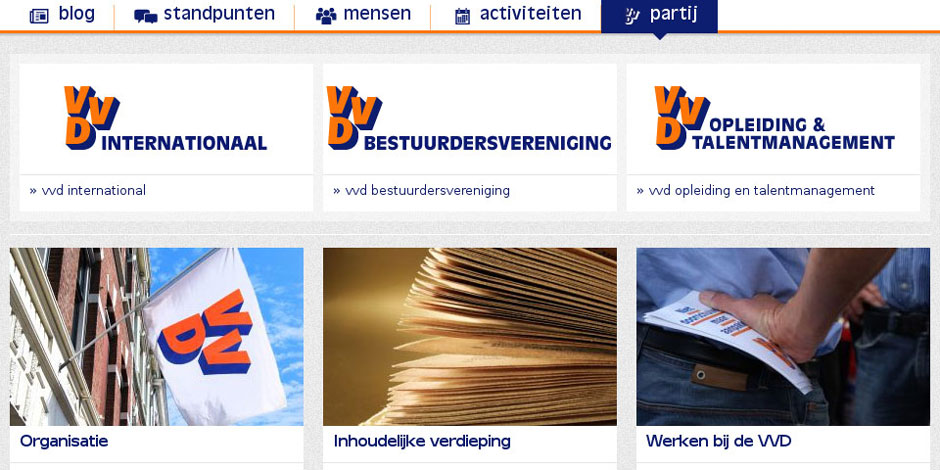 blog
standpunten
mensen
activiteiten
partij
VVD INTERNATIONAAL
VVD BESTUURDERSVERENIGING
VVD OPLEIDING &
TALENTMANAGEMENT
» vvd international
» vvd bestuurdersvereniging
» vvd opleiding en talentmanagement
VVD
Organisatie
Inhoudelijke verdieping
Werken bij de VVD